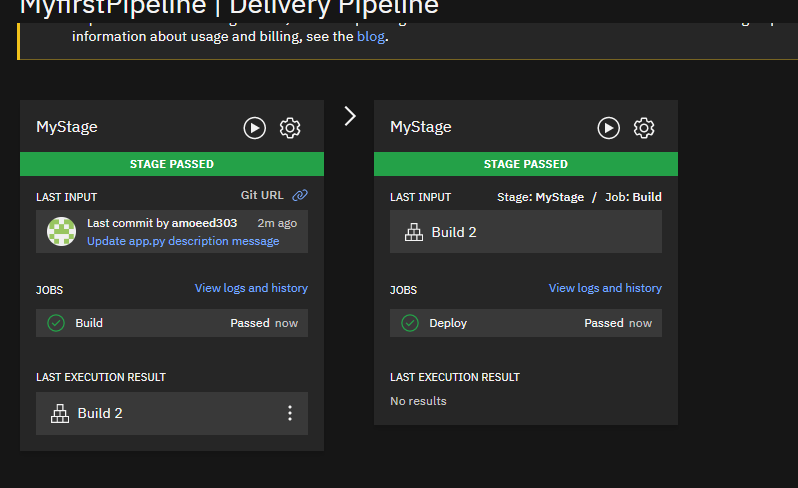 MyfirstPipeline | Delivery Pipeline
information about usage and billing, see the blog.
MyStage
STAGE PASSED
LAST INPUT Git URL
Last commit by amoeed303 2m ago
Update app.py description message
JOBS View logs and history
Build Passed now
LAST EXECUTION RESULT
Build 2
MyStage
STAGE PASSED
LAST INPUT Stage: MyStage / Job: Build
Build 2
JOBS View logs and history
Deploy Passed now
LAST EXECUTION RESULT
No results